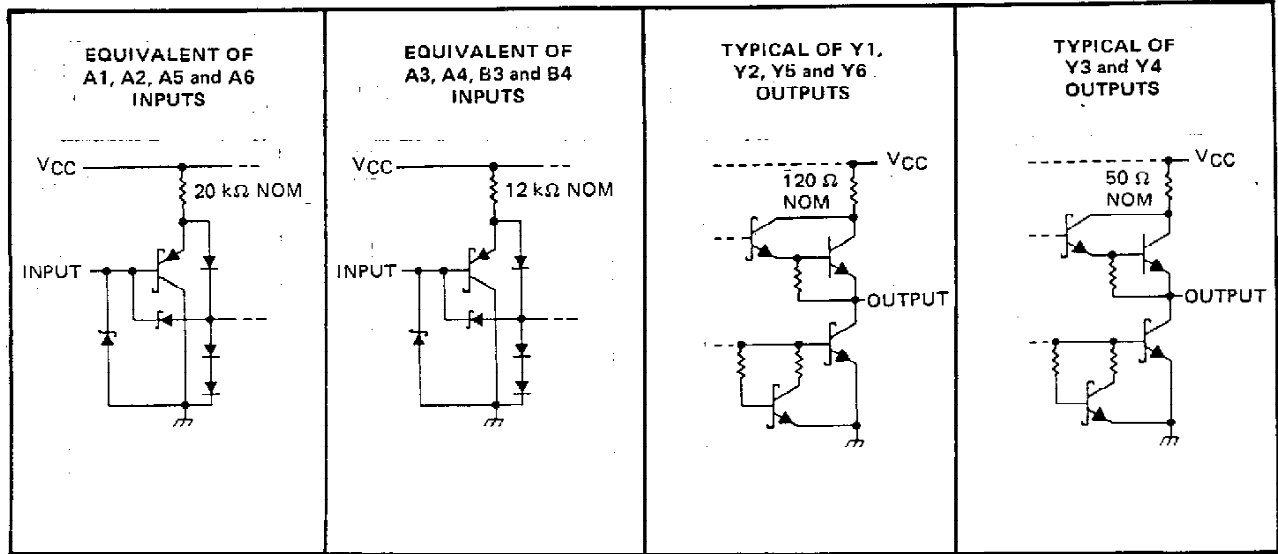 EQUIVALENT OF
A1, A2, A5 and A6
INPUTS
VCC
20 kΩ NOM
INPUT
EQUIVALENT OF
A3, A4, B3 and B4
INPUTS
VCC
12 kΩ NOM
INPUT
TYPICAL OF Y1,
Y2, Y5 and Y6
OUTPUTS
VCC
120 Ω
NOM
OUTPUT
TYPICAL OF
Y3 and Y4
OUTPUTS
VCC
50 Ω
NOM
OUTPUT